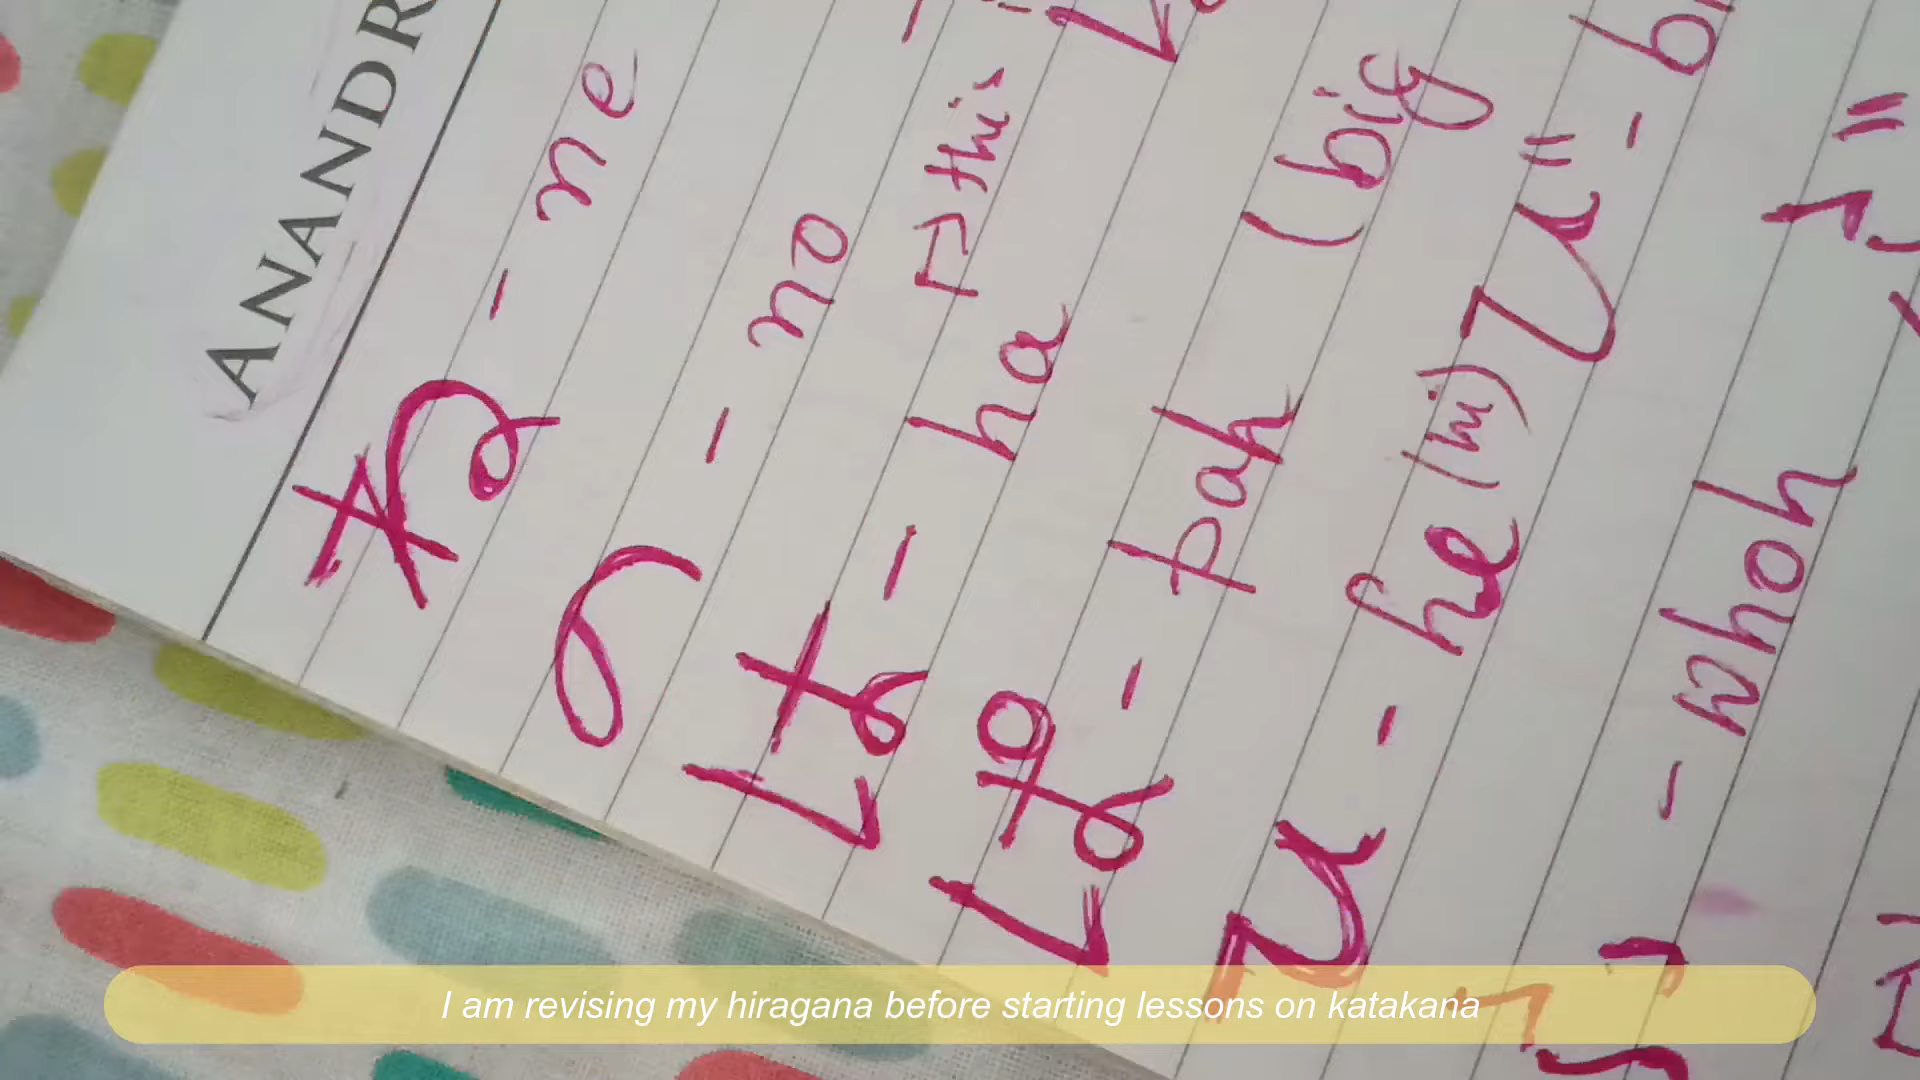 ANANDR
ね - ne
の - no -
は - ha
→ this i
ぱ - pah (big
ひ - he (hi) び - bi
ふ - whoh
I am revising my hiragana before starting lessons on katakana